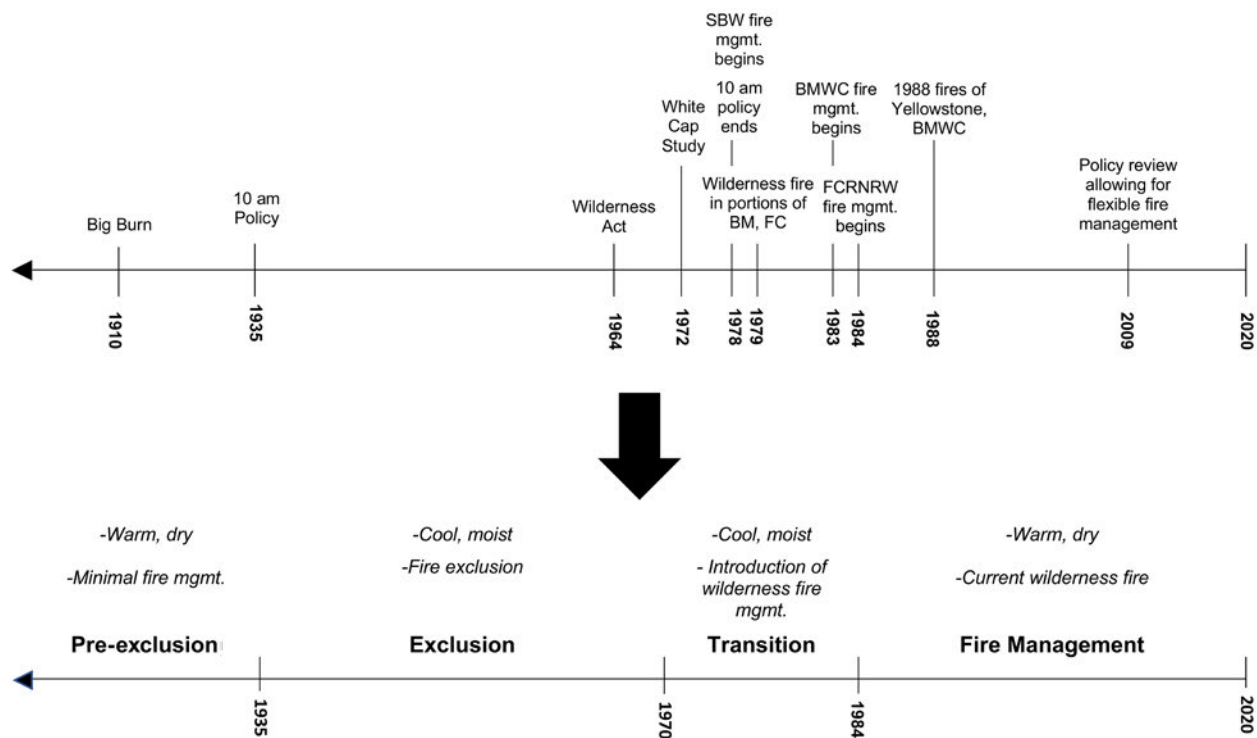 SBW fire
mgmt.
begins
10 am
policy
ends
White
Cap
Study
BMWC fire
mgmt.
begins
1988 fires of
Yellowstone,
BMWC
Big Burn
10 am
Policy
Wilderness
Act
Wilderness fire
in portions of
BM, FC
FCRNRW
fire mgmt.
begins
Policy review
allowing for
flexible fire
management
1910
1935
1964
1972
1978
1979
1983
1984
1988
2009
2020
-Warm, dry
-Minimal fire mgmt.
-Cool, moist
-Fire exclusion
-Cool, moist
- Introduction of
wilderness fire
mgmt.
-Warm, dry
-Current wilderness fire
Pre-exclusion
Exclusion
Transition
Fire Management
1935
1970
1984
2020